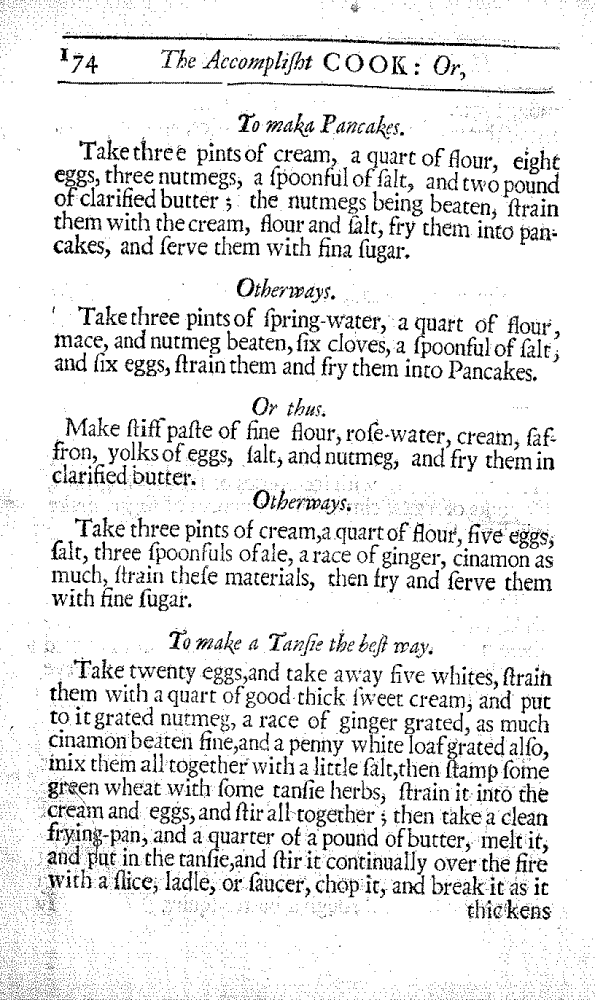 174 The Accompliſht COOK: Or,
To maka Pancakes.
Take three pints of cream, a quart of flour, eight
eggs, three nutmegs, a ſpoonful of ſalt, and two pound
of clarified butter; the nutmegs being beaten, ſtrain
them with the cream, flour and ſalt, fry them into pan-
cakes, and ſerve them with fina ſugar.
Otherways.
Take three pints of ſpring-water, a quart of flour,
mace, and nutmeg beaten, ſix cloves, a ſpoonful of ſalt,
and ſix eggs, ſtrain them and fry them into Pancakes.
Or thus.
Make ſtiff paſte of fine flour, roſe-water, cream, ſaf-
fron, yolks of eggs, ſalt, and nutmeg, and fry them in
clarified butter.
Otherways.
Take three pints of cream,a quart of flour, five eggs,
ſalt, three ſpoonfuls of ale, a race of ginger, cinamon as
much, ſtrain theſe materials, then fry and ſerve them
with fine ſugar.
To make a Tanſie the beſt way.
Take twenty eggs,and take away five whites, ſtrain
them with a quart of good thick ſweet cream, and put
to it grated nutmeg, a race of ginger grated, as much
cinamon beaten fine,and a penny white loaf grated alſo,
mix them all together with a little ſalt,then ſtamp ſome
green wheat with ſome tanſie herbs, ſtrain it into the
cream and eggs, and ſtir all together; then take a clean
frying-pan, and a quarter of a pound of butter, melt it,
and put in the tanſie,and ſtir it continually over the fire
with a ſlice, ladle, or ſaucer, chop it, and break it as it
thickens